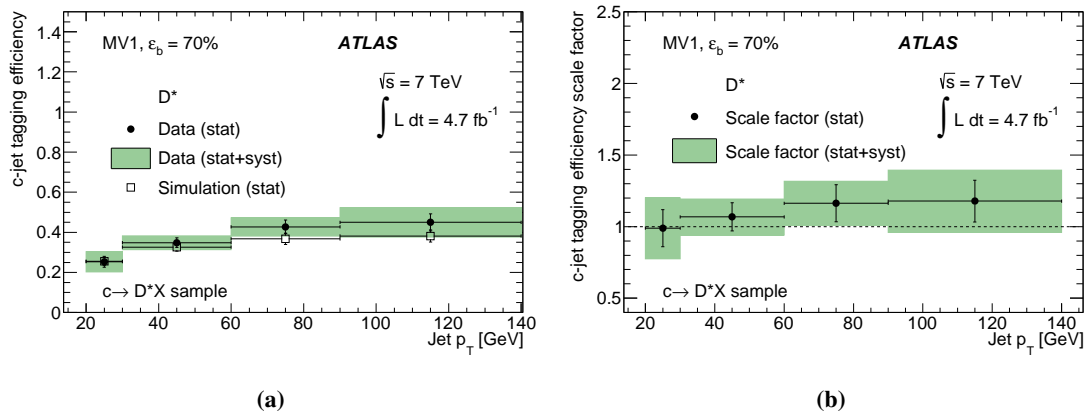 c-jet tagging efficiency
1.4
1.2
1
0.8
0.6
0.4
0.2
0
MV1, ε_b = 70%
ATLAS
√s = 7 TeV
∫ L dt = 4.7 fb⁻¹
D*
Data (stat)
Data (stat+syst)
Simulation (stat)
c→ D*X sample
20 40 60 80 100 120 140
Jet p_T [GeV]
(a)
c-jet tagging efficiency scale factor
2.5
2
1.5
1
0.5
MV1, ε_b = 70%
ATLAS
√s = 7 TeV
∫ L dt = 4.7 fb⁻¹
D*
Scale factor (stat)
Scale factor (stat+syst)
c→ D*X sample
20 40 60 80 100 120 140
Jet p_T [GeV]
(b)